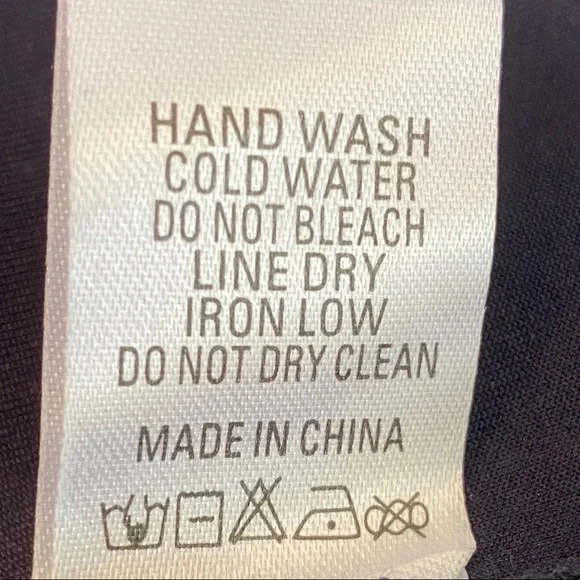 HAND WASH
COLD WATER
DO NOT BLEACH
LINE DRY
IRON LOW
DO NOT DRY CLEAN
MADE IN CHINA